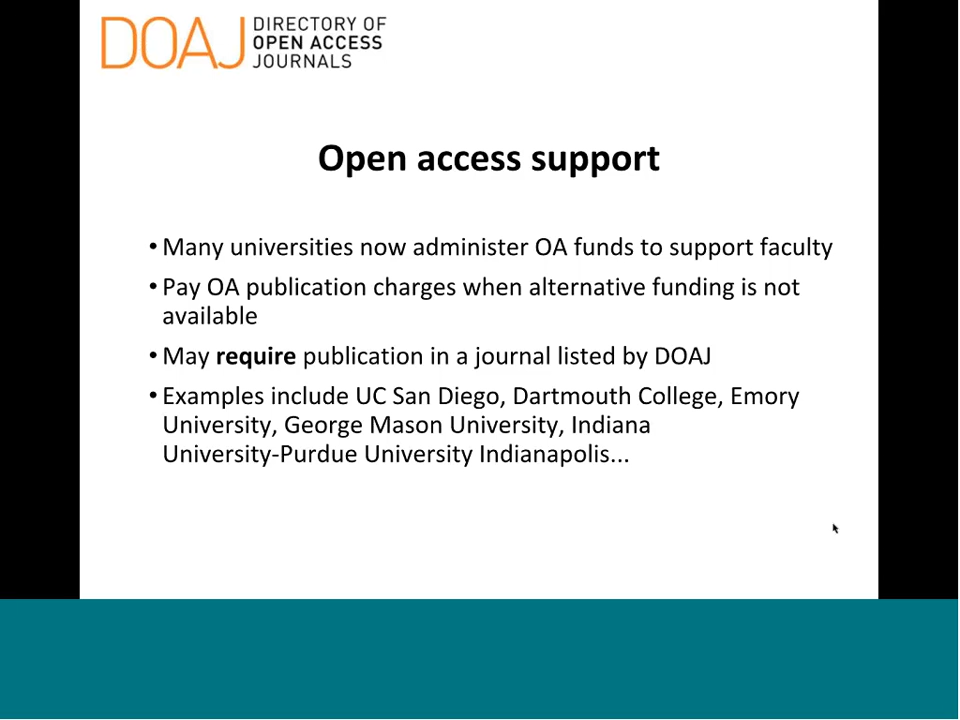 DOAJ DIRECTORY OF
OPEN ACCESS
JOURNALS
Open access support
• Many universities now administer OA funds to support faculty
• Pay OA publication charges when alternative funding is not
available
• May require publication in a journal listed by DOAJ
• Examples include UC San Diego, Dartmouth College, Emory
University, George Mason University, Indiana
University-Purdue University Indianapolis...